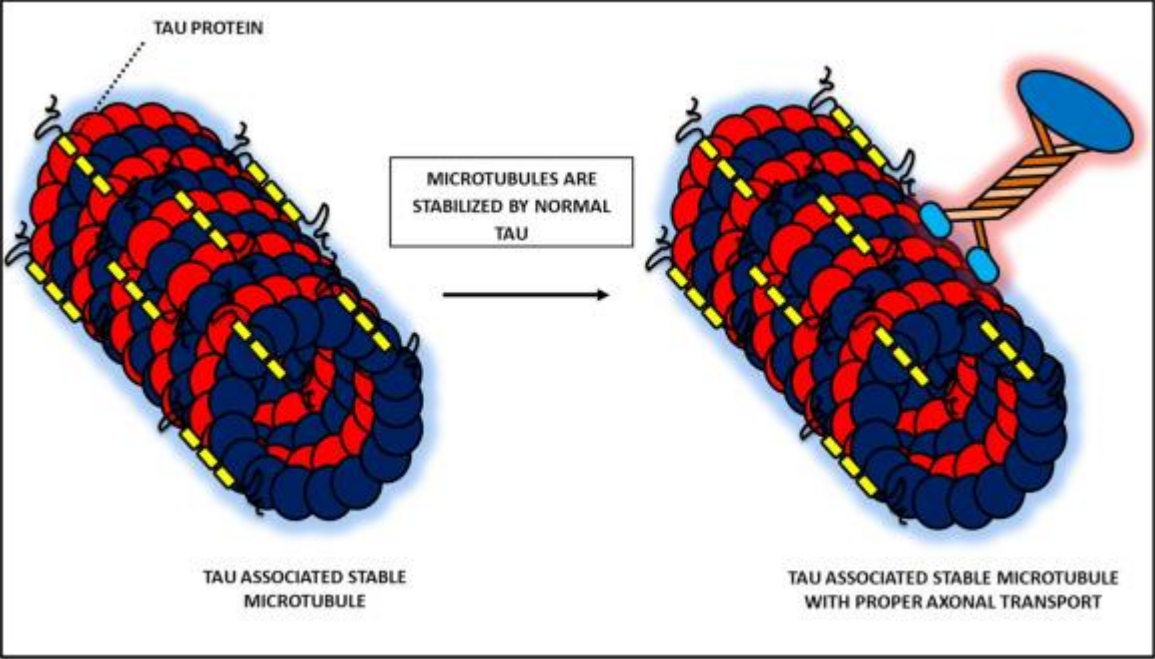 TAU PROTEIN
MICROTUBULES ARE
STABILIZED BY NORMAL
TAU
TAU ASSOCIATED STABLE
MICROTUBULE
TAU ASSOCIATED STABLE MICROTUBULE
WITH PROPER AXONAL TRANSPORT